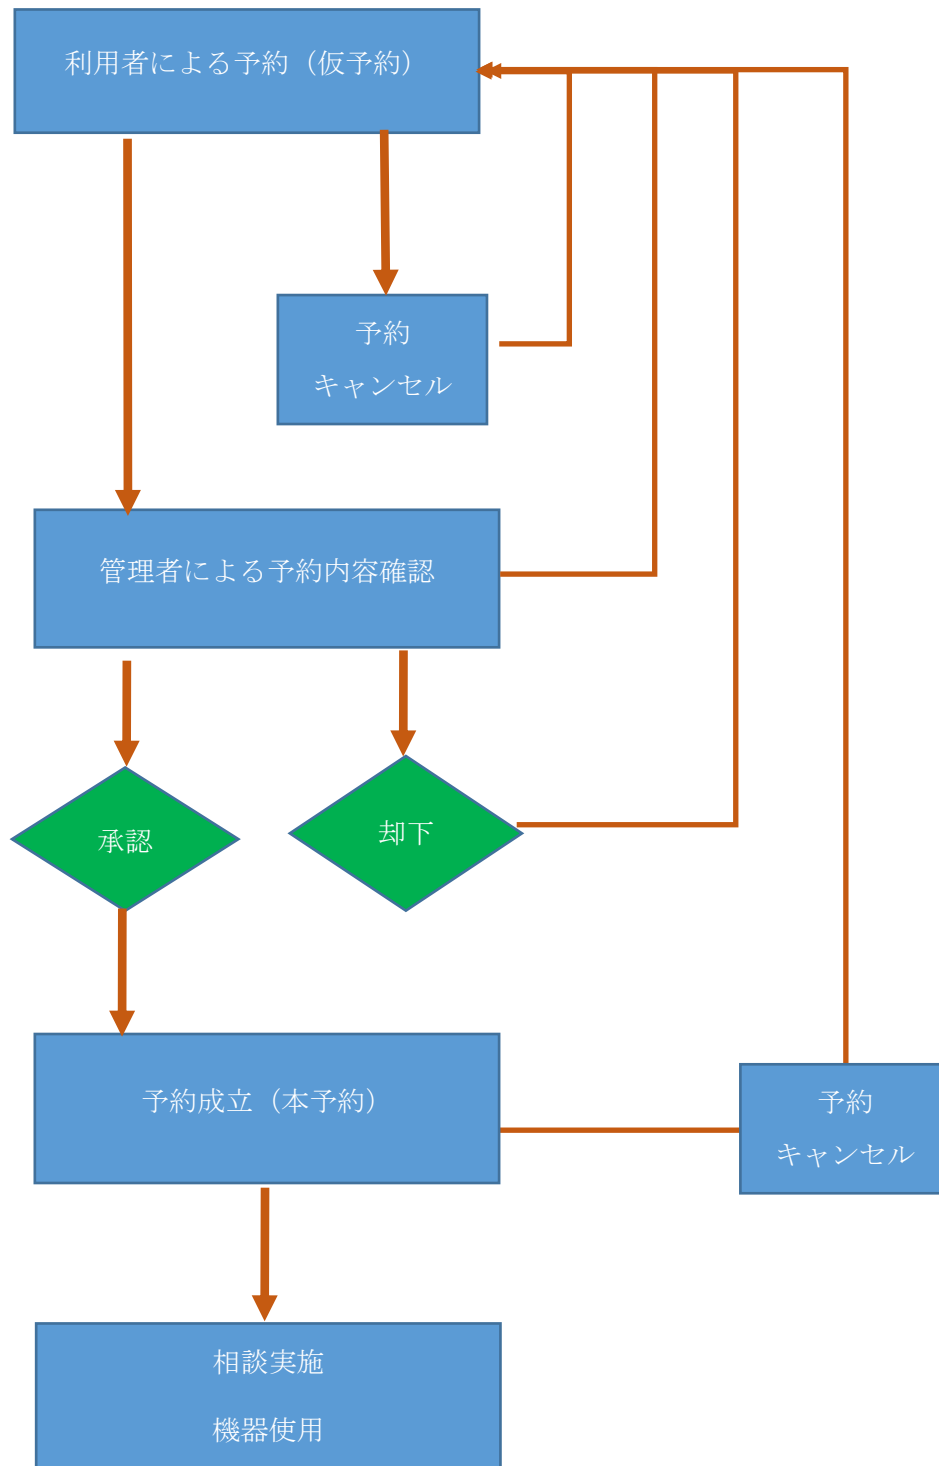 利用者による予約（仮予約）
予約
キャンセル
管理者による予約内容確認
承認
却下
予約成立（本予約）
予約
キャンセル
相談実施
機器使用